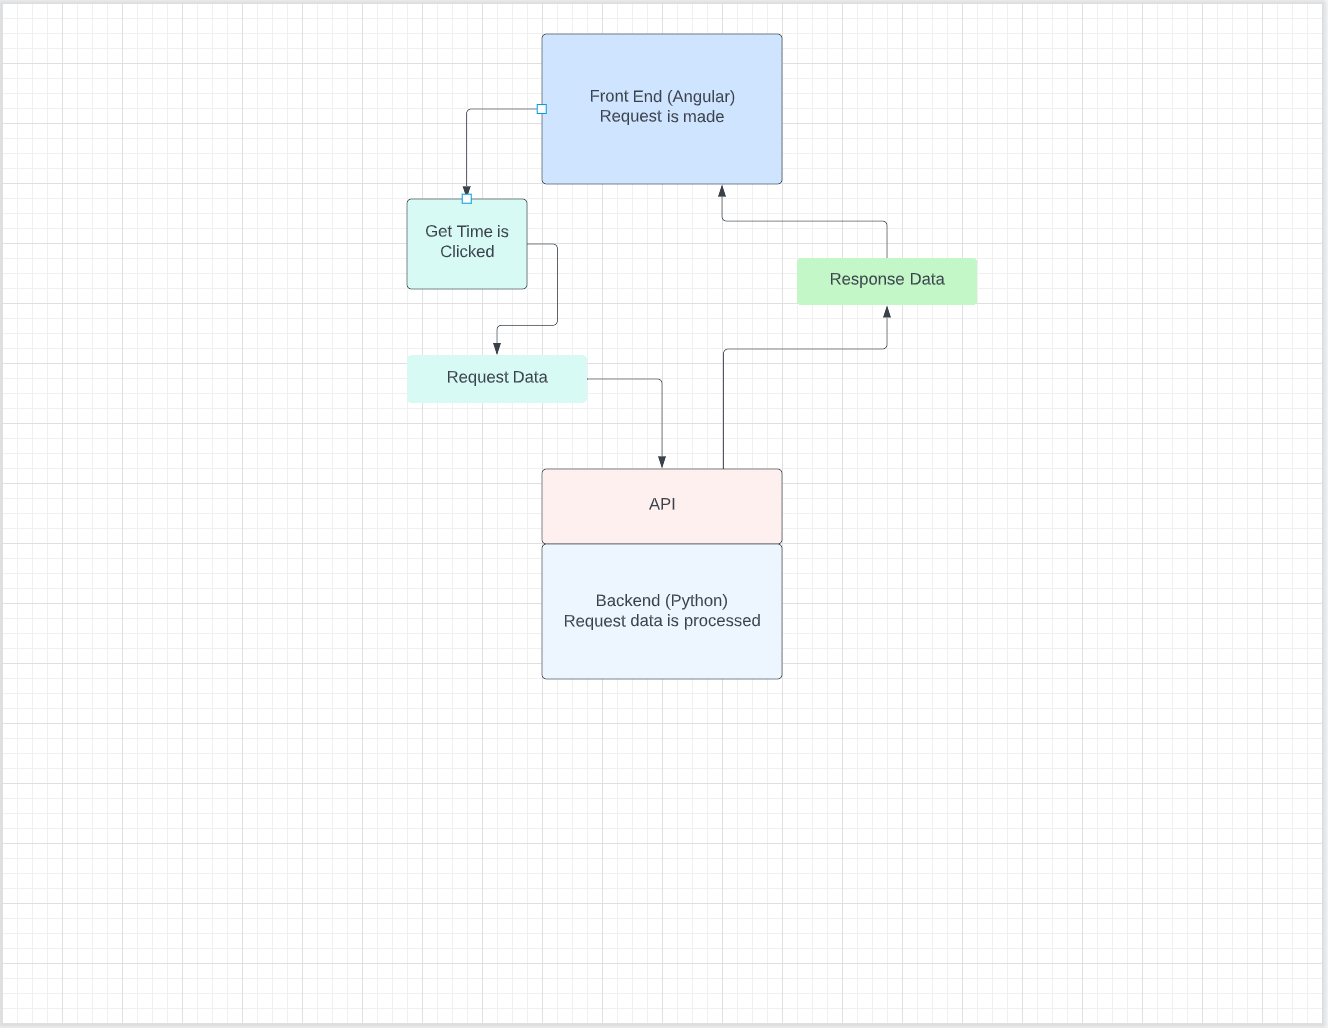 Front End (Angular)
Request is made
Get Time is
Clicked
Response Data
Request Data
API
Backend (Python)
Request data is processed